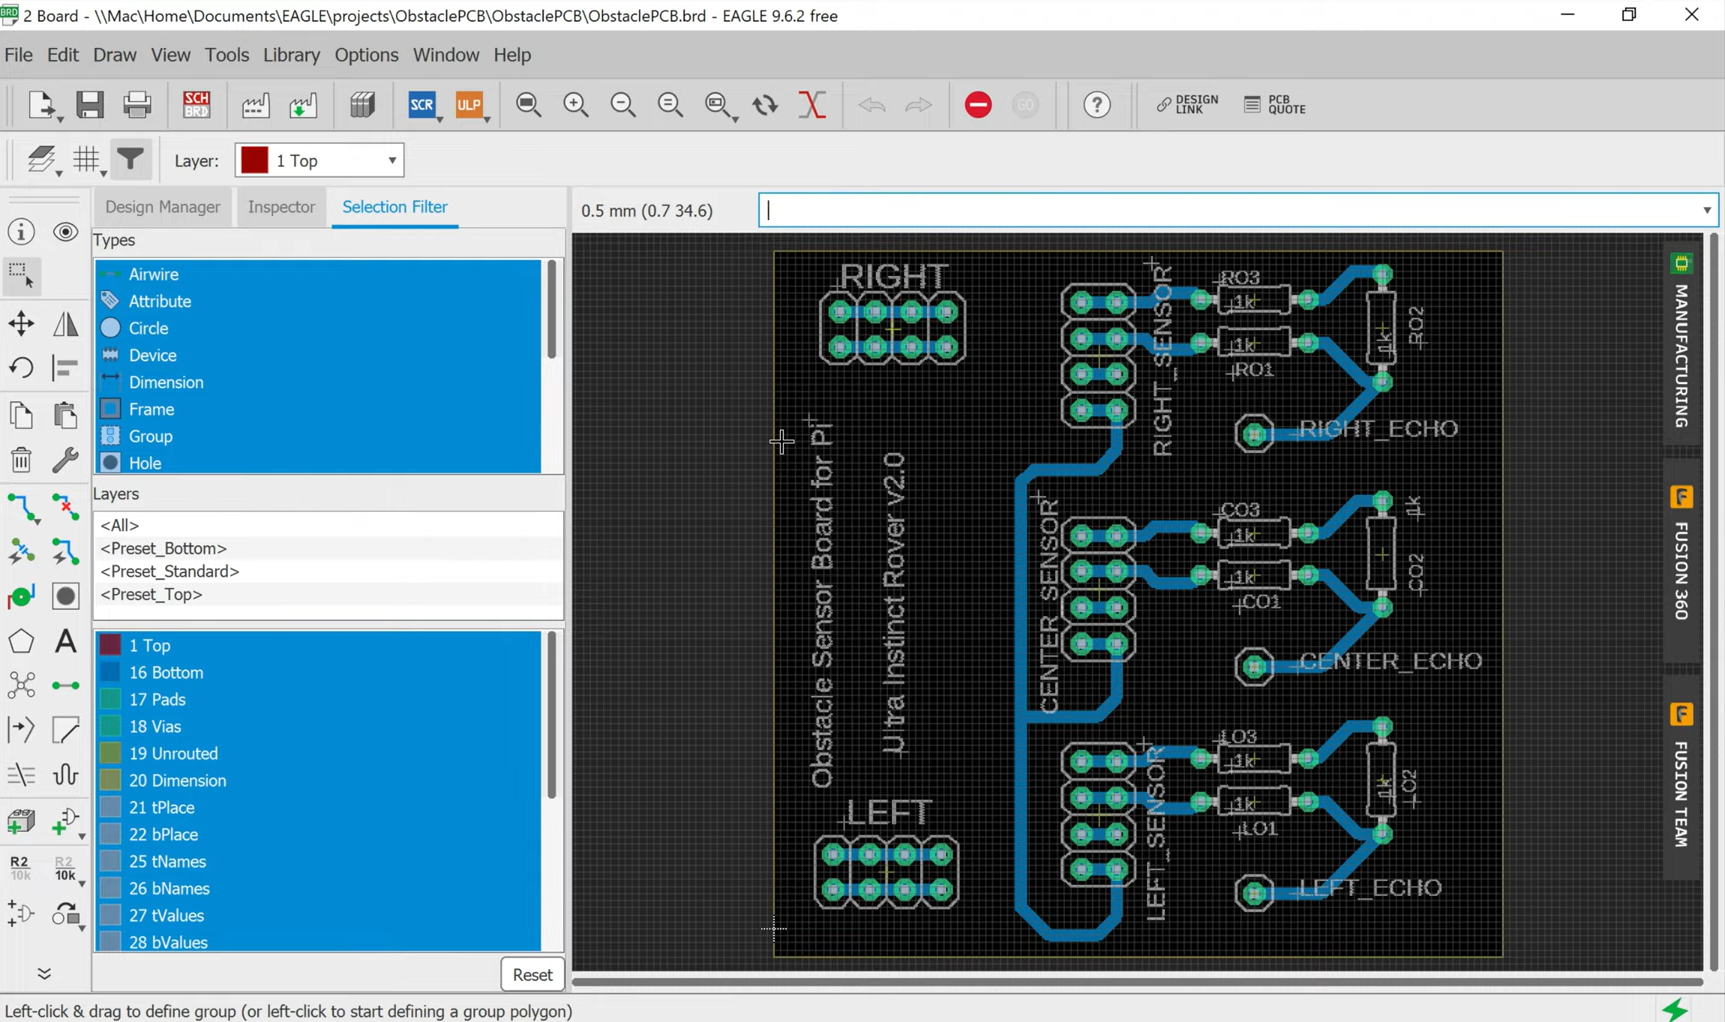 2 Board - \\Mac\Home\Documents\EAGLE\projects\ObstaclePCB\ObstaclePCB\ObstaclePCB.brd - EAGLE 9.6.2 free
File Edit Draw View Tools Library Options Window Help
SCH BRD SCR ULP GO ? DESIGN LINK PCB QUOTE
Layer: 1 Top
Design Manager Inspector Selection Filter
0.5 mm (0.7 34.6)
Types
Airwire
Attribute
Circle
Device
Dimension
Frame
Group
Hole
Layers
<All>
<Preset_Bottom>
<Preset_Standard>
<Preset_Top>
1 Top
16 Bottom
17 Pads
18 Vias
19 Unrouted
20 Dimension
21 tPlace
22 bPlace
25 tNames
26 bNames
27 tValues
28 bValues
Reset
R2 10k
R2 10k
RIGHT
Obstacle Sensor Board for Pi
Ultra Instinct Rover v2.0
LEFT
RIGHT_SENSOR
RO3
1k
1k
RO1
1k
RO2
RIGHT_ECHO
CENTER_SENSOR
CO3
1k
1k
CO1
1k
CO2
CENTER_ECHO
LEFT_SENSOR
LO3
1k
1k
LO1
1k
LO2
LEFT_ECHO
MANUFACTURING
FUSION 360
FUSION TEAM
Left-click & drag to define group (or left-click to start defining a group polygon)